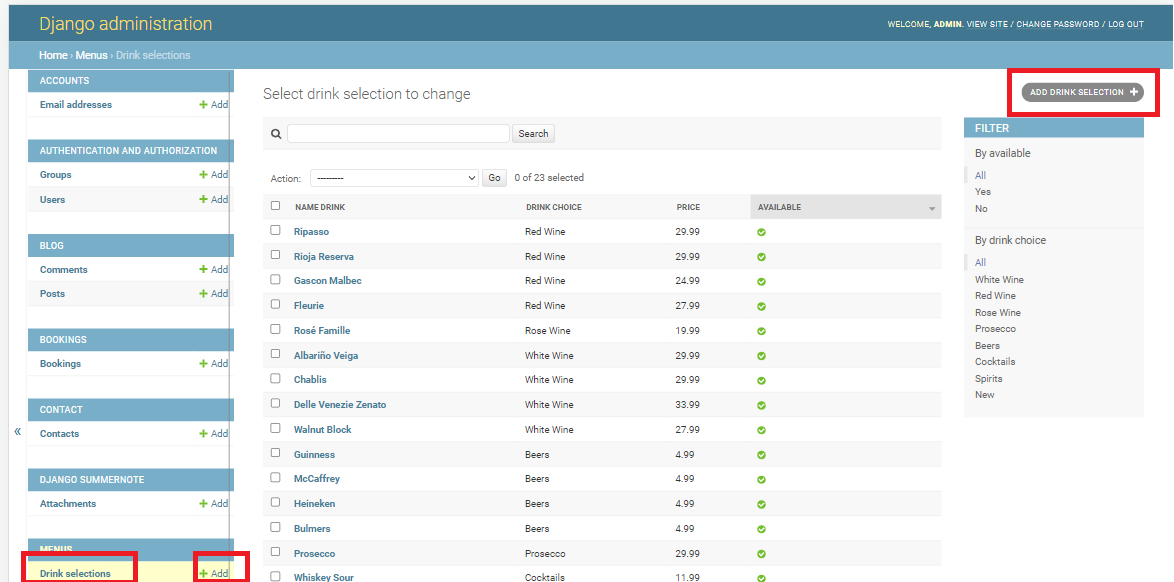 Django administration
WELCOME, ADMIN. VIEW SITE / CHANGE PASSWORD / LOG OUT
Home › Menus › Drink selections
ACCOUNTS
Email addresses + Add
AUTHENTICATION AND AUTHORIZATION
Groups + Add
Users + Add
BLOG
Comments + Add
Posts + Add
BOOKINGS
Bookings + Add
CONTACT
Contacts + Add
DJANGO SUMMERNOTE
Attachments + Add
MENUS
Drink selections + Add
«
Select drink selection to change
ADD DRINK SELECTION +
Search
Action: --------- Go 0 of 23 selected
NAME DRINK DRINK CHOICE PRICE AVAILABLE
Ripasso Red Wine 29.99
Rioja Reserva Red Wine 29.99
Gascon Malbec Red Wine 24.99
Fleurie Red Wine 27.99
Rosé Famille Rose Wine 19.99
Albariño Veiga White Wine 29.99
Chablis White Wine 29.99
Delle Venezie Zenato White Wine 33.99
Walnut Block White Wine 27.99
Guinness Beers 4.99
McCaffrey Beers 4.99
Heineken Beers 4.99
Bulmers Beers 4.99
Prosecco Prosecco 29.99
Whiskey Sour Cocktails 11.99
FILTER
By available
All
Yes
No
By drink choice
All
White Wine
Red Wine
Rose Wine
Prosecco
Beers
Cocktails
Spirits
New